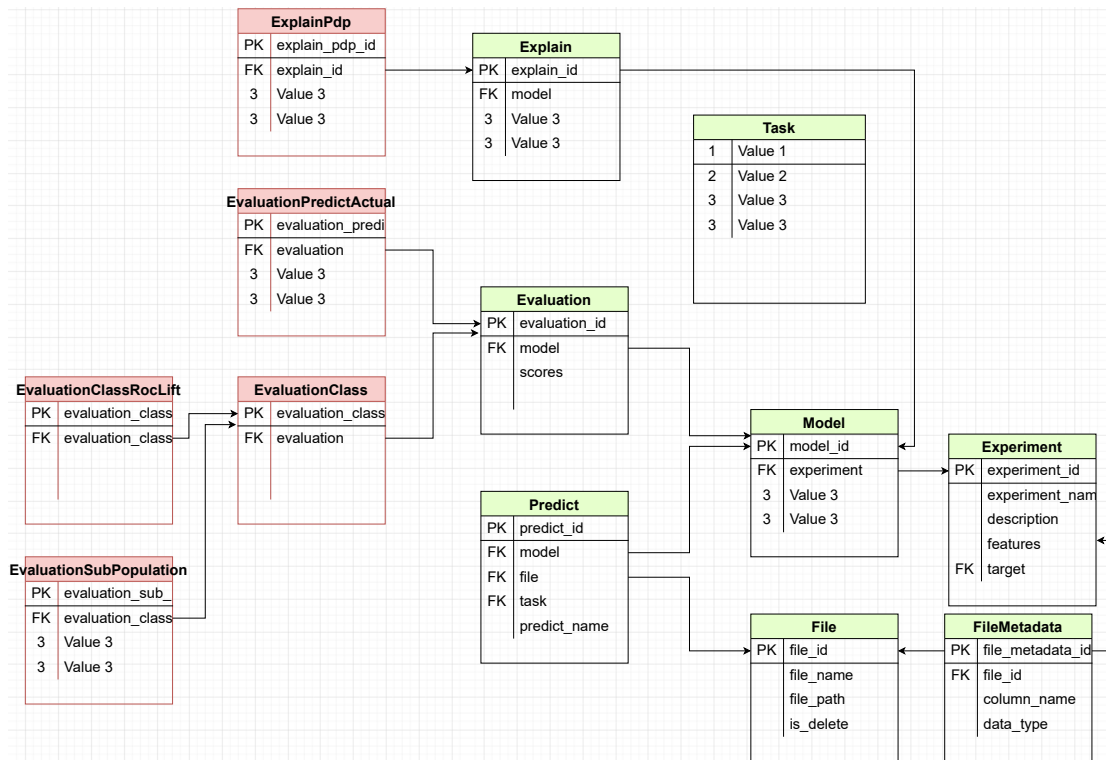 ExplainPdp
PK explain_pdp_id
FK explain_id
3 Value 3
3 Value 3
Explain
PK explain_id
FK model
3 Value 3
3 Value 3
Task
1 Value 1
2 Value 2
3 Value 3
3 Value 3
EvaluationPredictActual
PK evaluation_predi
FK evaluation
3 Value 3
3 Value 3
Evaluation
PK evaluation_id
FK model
scores
EvaluationClassRocLift
PK evaluation_class
FK evaluation_class
EvaluationClass
PK evaluation_class
FK evaluation
Model
PK model_id
FK experiment
3 Value 3
3 Value 3
Experiment
PK experiment_id
experiment_nam
description
features
FK target
Predict
PK predict_id
FK model
FK file
FK task
predict_name
EvaluationSubPopulation
PK evaluation_sub_
FK evaluation_class
3 Value 3
3 Value 3
File
PK file_id
file_name
file_path
is_delete
FileMetadata
PK file_metadata_id
FK file_id
column_name
data_type